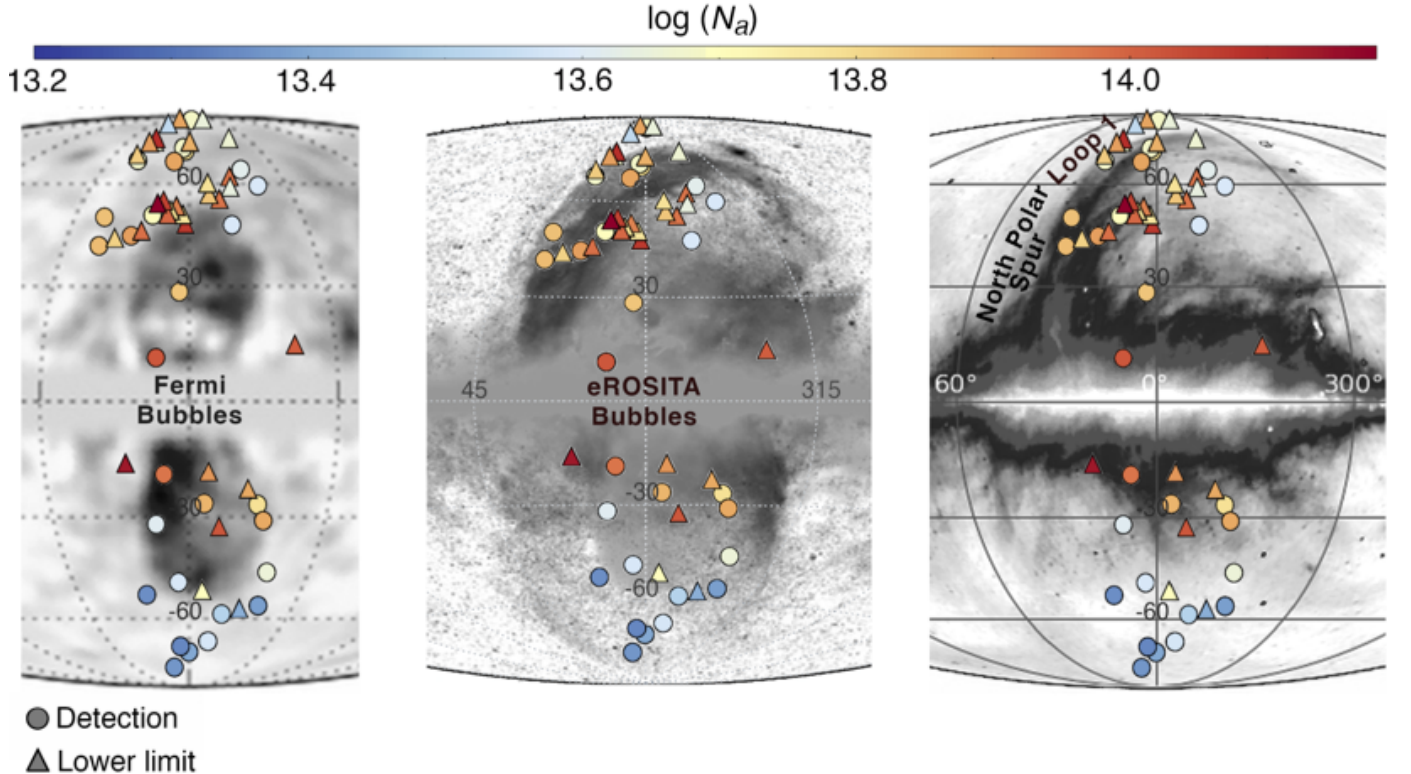 log (Nₐ)
13.2 13.4 13.6 13.8 14.0
60
30
Fermi
Bubbles
30
-60
30
45 eROSITA 315
Bubbles
-30
-60
North Polar Spur
Loop 1
60
30
60° 0° 300°
-30
-60
Detection
Lower limit